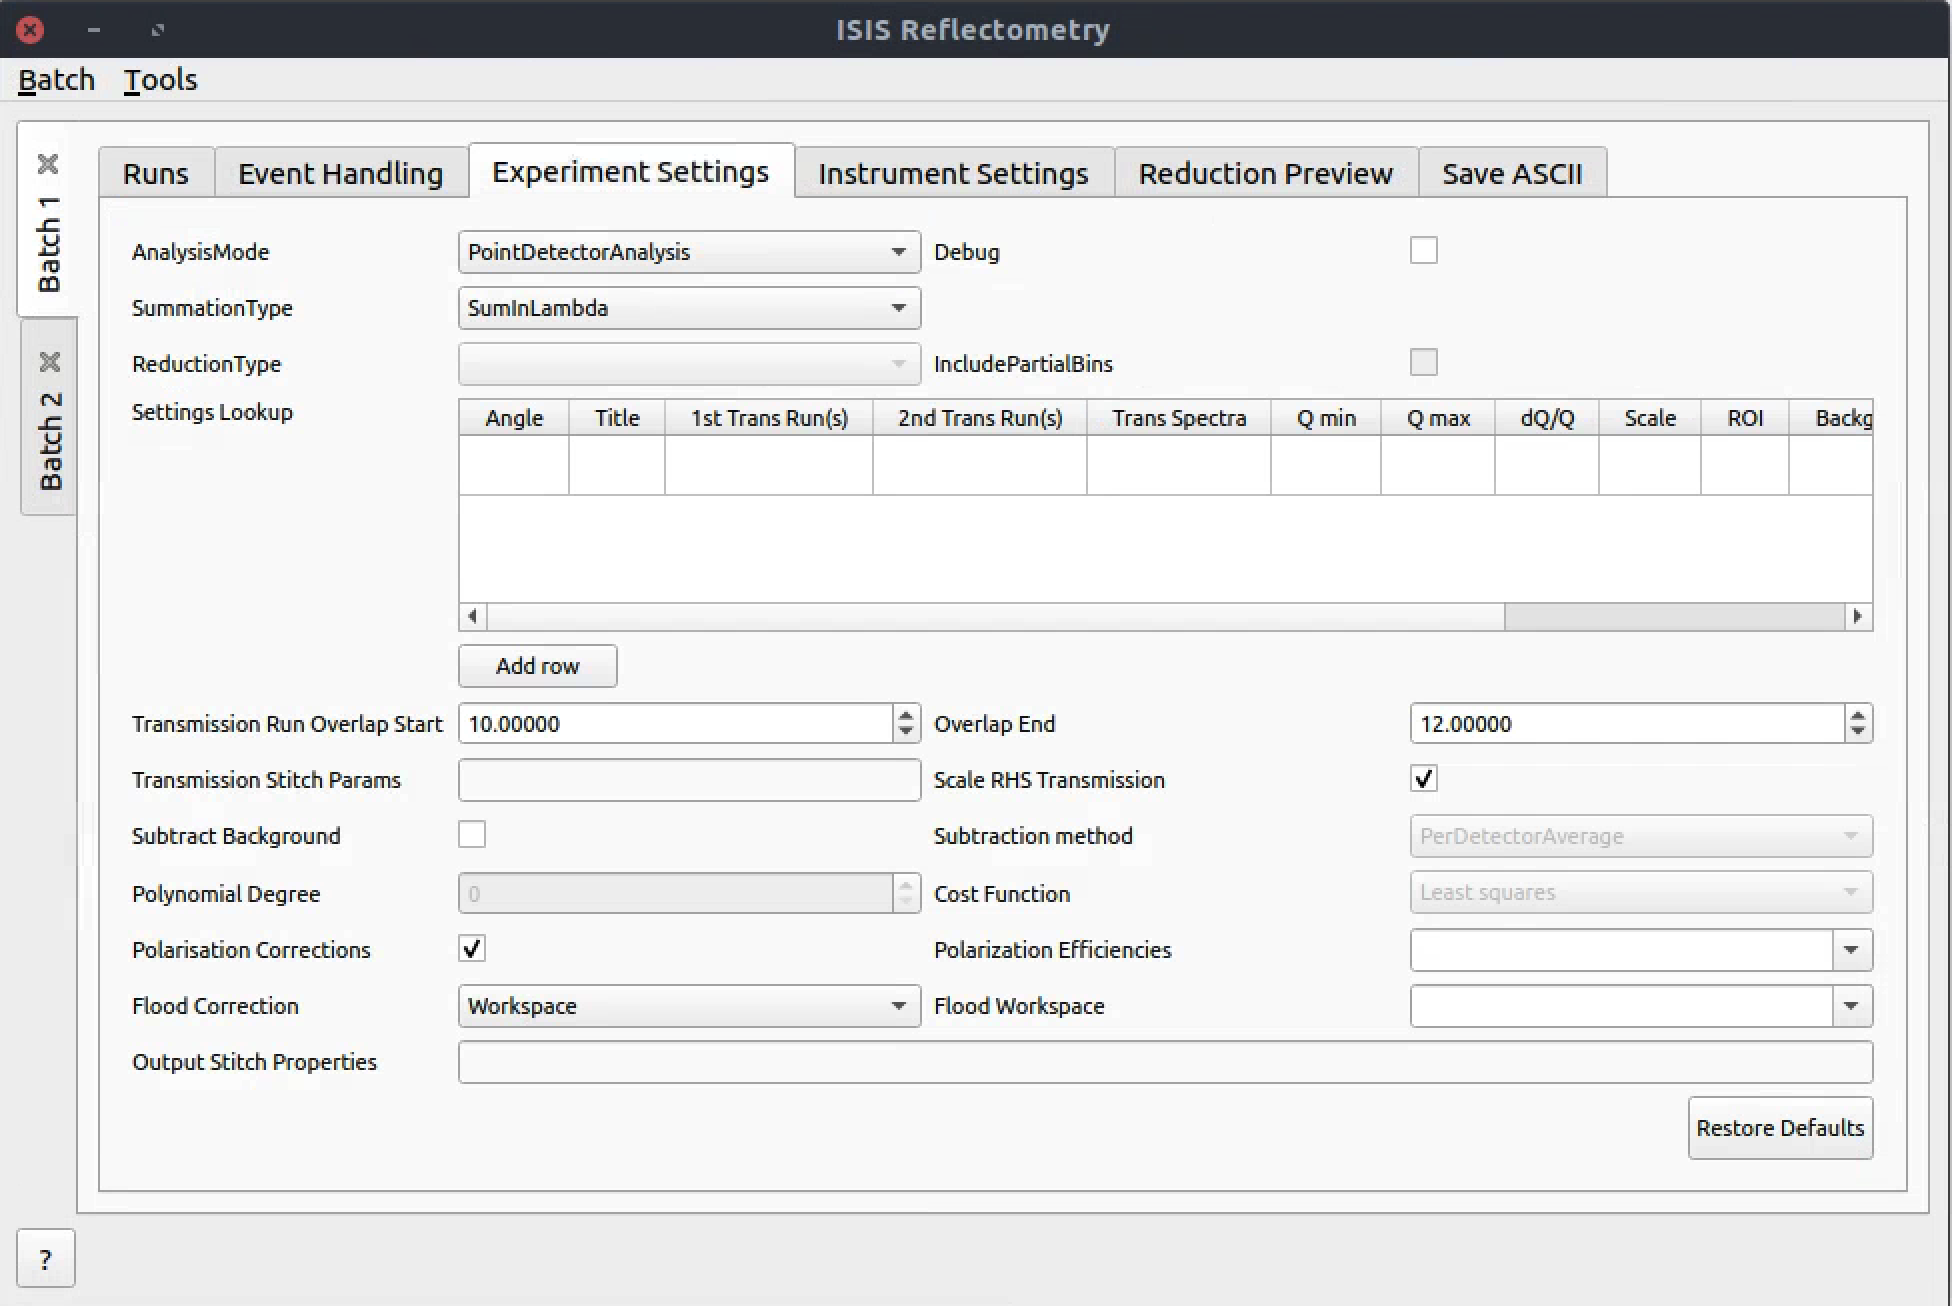 ISIS Reflectometry
Batch Tools
Batch 1
Batch 2
Runs Event Handling Experiment Settings Instrument Settings Reduction Preview Save ASCII
AnalysisMode PointDetectorAnalysis Debug
SummationType SumInLambda
ReductionType IncludePartialBins
Settings Lookup
Angle Title 1st Trans Run(s) 2nd Trans Run(s) Trans Spectra Q min Q max dQ/Q Scale ROI Backg
Add row
Transmission Run Overlap Start 10.00000 Overlap End 12.00000
Transmission Stitch Params Scale RHS Transmission
Subtract Background Subtraction method PerDetectorAverage
Polynomial Degree 0 Cost Function Least squares
Polarisation Corrections Polarization Efficiencies
Flood Correction Workspace Flood Workspace
Output Stitch Properties
Restore Defaults
?